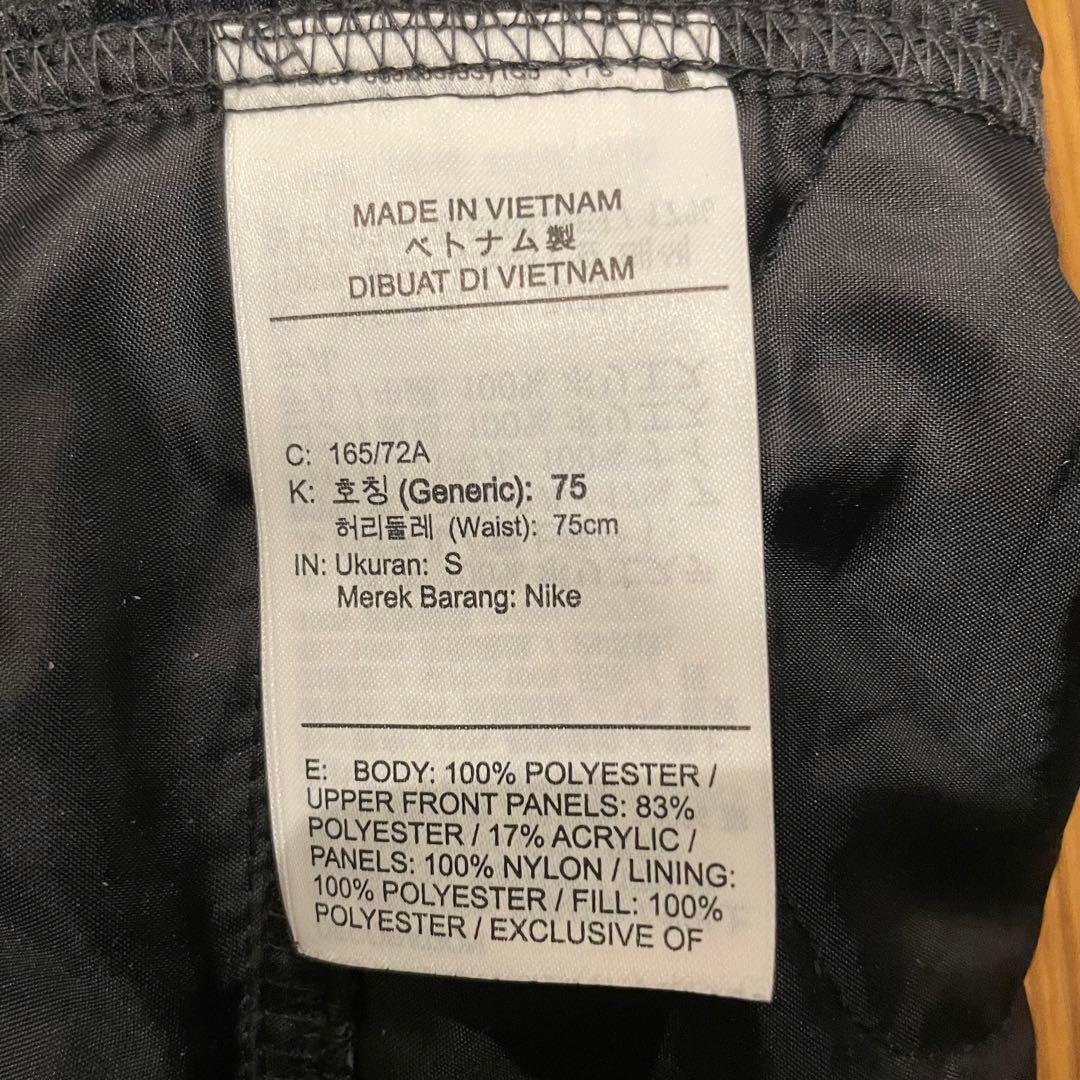 MADE IN VIETNAM
ベトナム製
DIBUAT DI VIETNAM
C: 165/72A
K: 호칭 (Generic): 75
허리둘레 (Waist): 75cm
IN: Ukuran: S
Merek Barang: Nike
E: BODY: 100% POLYESTER /
UPPER FRONT PANELS: 83%
POLYESTER / 17% ACRYLIC /
PANELS: 100% NYLON / LINING:
100% POLYESTER / FILL: 100%
POLYESTER / EXCLUSIVE OF